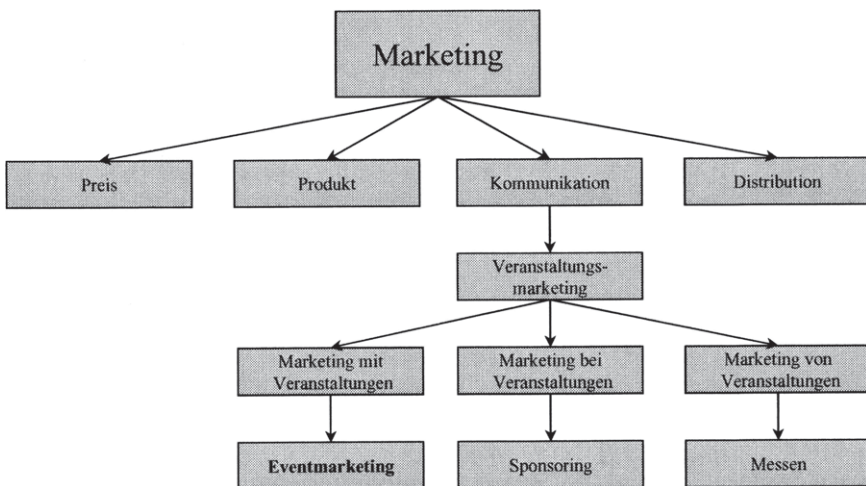 Marketing
Preis
Produkt
Kommunikation
Distribution
Veranstaltungs-
marketing
Marketing mit
Veranstaltungen
Marketing bei
Veranstaltungen
Marketing von
Veranstaltungen
Eventmarketing
Sponsoring
Messen